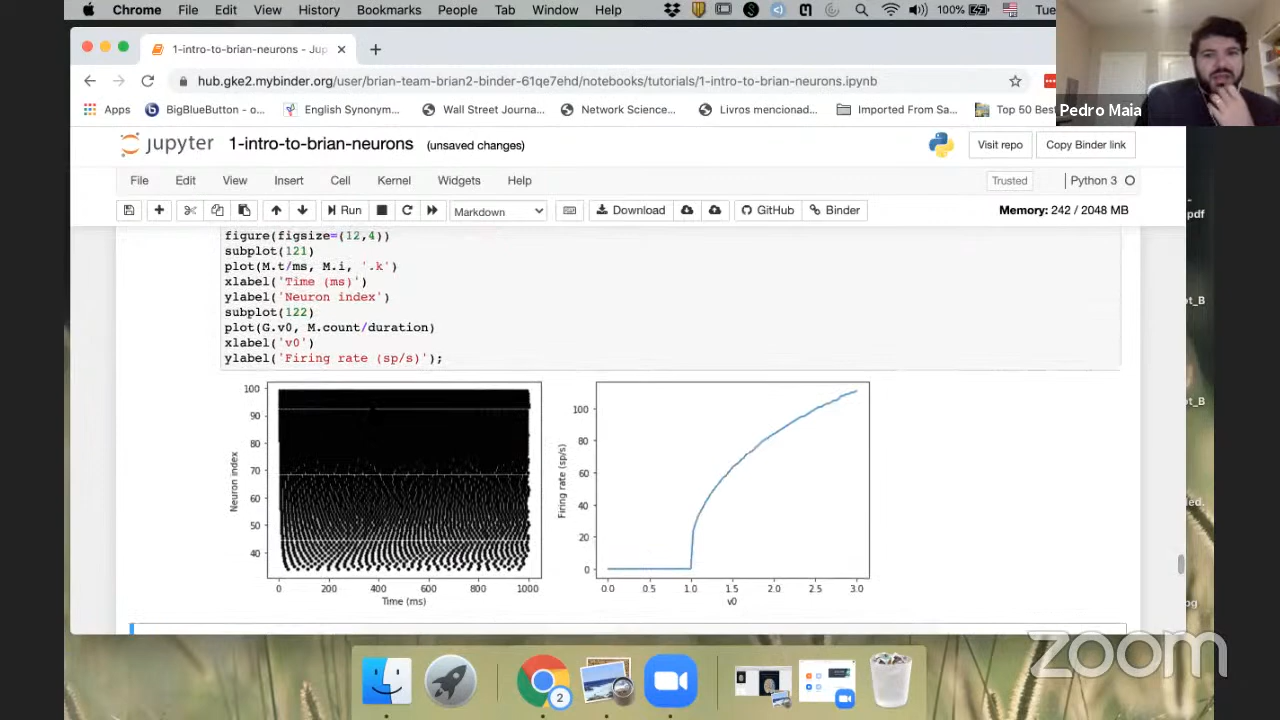 Chrome File Edit View History Bookmarks People Tab Window Help 100% Tue
1-intro-to-brian-neurons - Jup
hub.gke2.mybinder.org/user/brian-team-brian2-binder-61qe7ehd/notebooks/tutorials/1-intro-to-brian-neurons.ipynb
Apps BigBlueButton - o... English Synonym... Wall Street Journa... Network Science... Livros mencionad... Imported From Sa... Top 50 Bes
Pedro Maia
jupyter 1-intro-to-brian-neurons (unsaved changes) Visit repo Copy Binder link
File Edit View Insert Cell Kernel Widgets Help Trusted Python 3
Run Markdown Download GitHub Binder Memory: 242 / 2048 MB
pdf
figure(figsize=(12,4))
subplot(121)
plot(M.t/ms, M.i, '.k')
xlabel('Time (ms)')
ylabel('Neuron index')
subplot(122)
plot(G.v0, M.count/duration)
xlabel('v0')
ylabel('Firing rate (sp/s)');
ot_B
ot_B
led.
og
Neuron index
100
90
80
70
60
50
40
0 200 400 600 800 1000
Time (ms)
Firing rate (sp/s)
100
80
60
40
20
0
0.0 0.5 1.0 1.5 2.0 2.5 3.0
v0
2
zoom